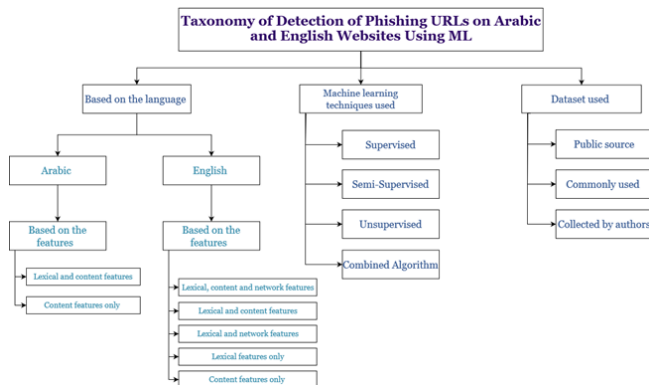 Taxonomy of Detection of Phishing URLs on Arabic
and English Websites Using ML
Based on the language
Machine learning
techniques used
Dataset used
Arabic
English
Supervised
Semi-Supervised
Unsupervised
Combined Algorithm
Public source
Commonly used
Collected by authors
Based on the
features
Based on the
features
Lexical and content features
Content features only
Lexical, content and network features
Lexical and content features
Lexical and network features
Lexical features only
Content features only